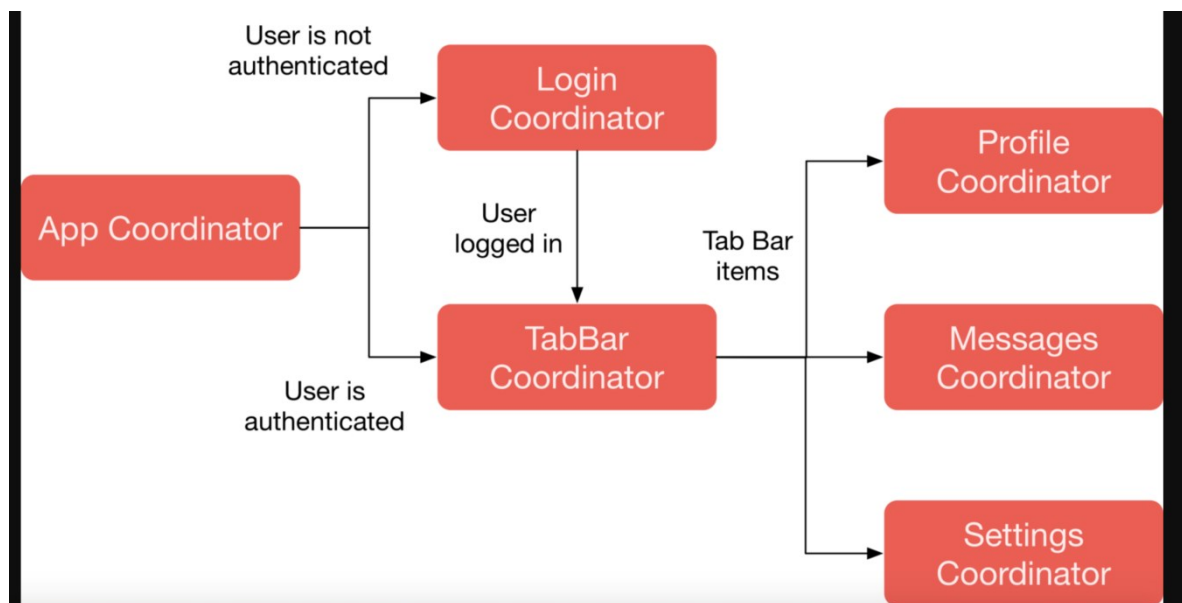 User is not
authenticated
Login
Coordinator
Profile
Coordinator
App Coordinator
User
logged in
Tab Bar
items
TabBar
Coordinator
Messages
Coordinator
User is
authenticated
Settings
Coordinator